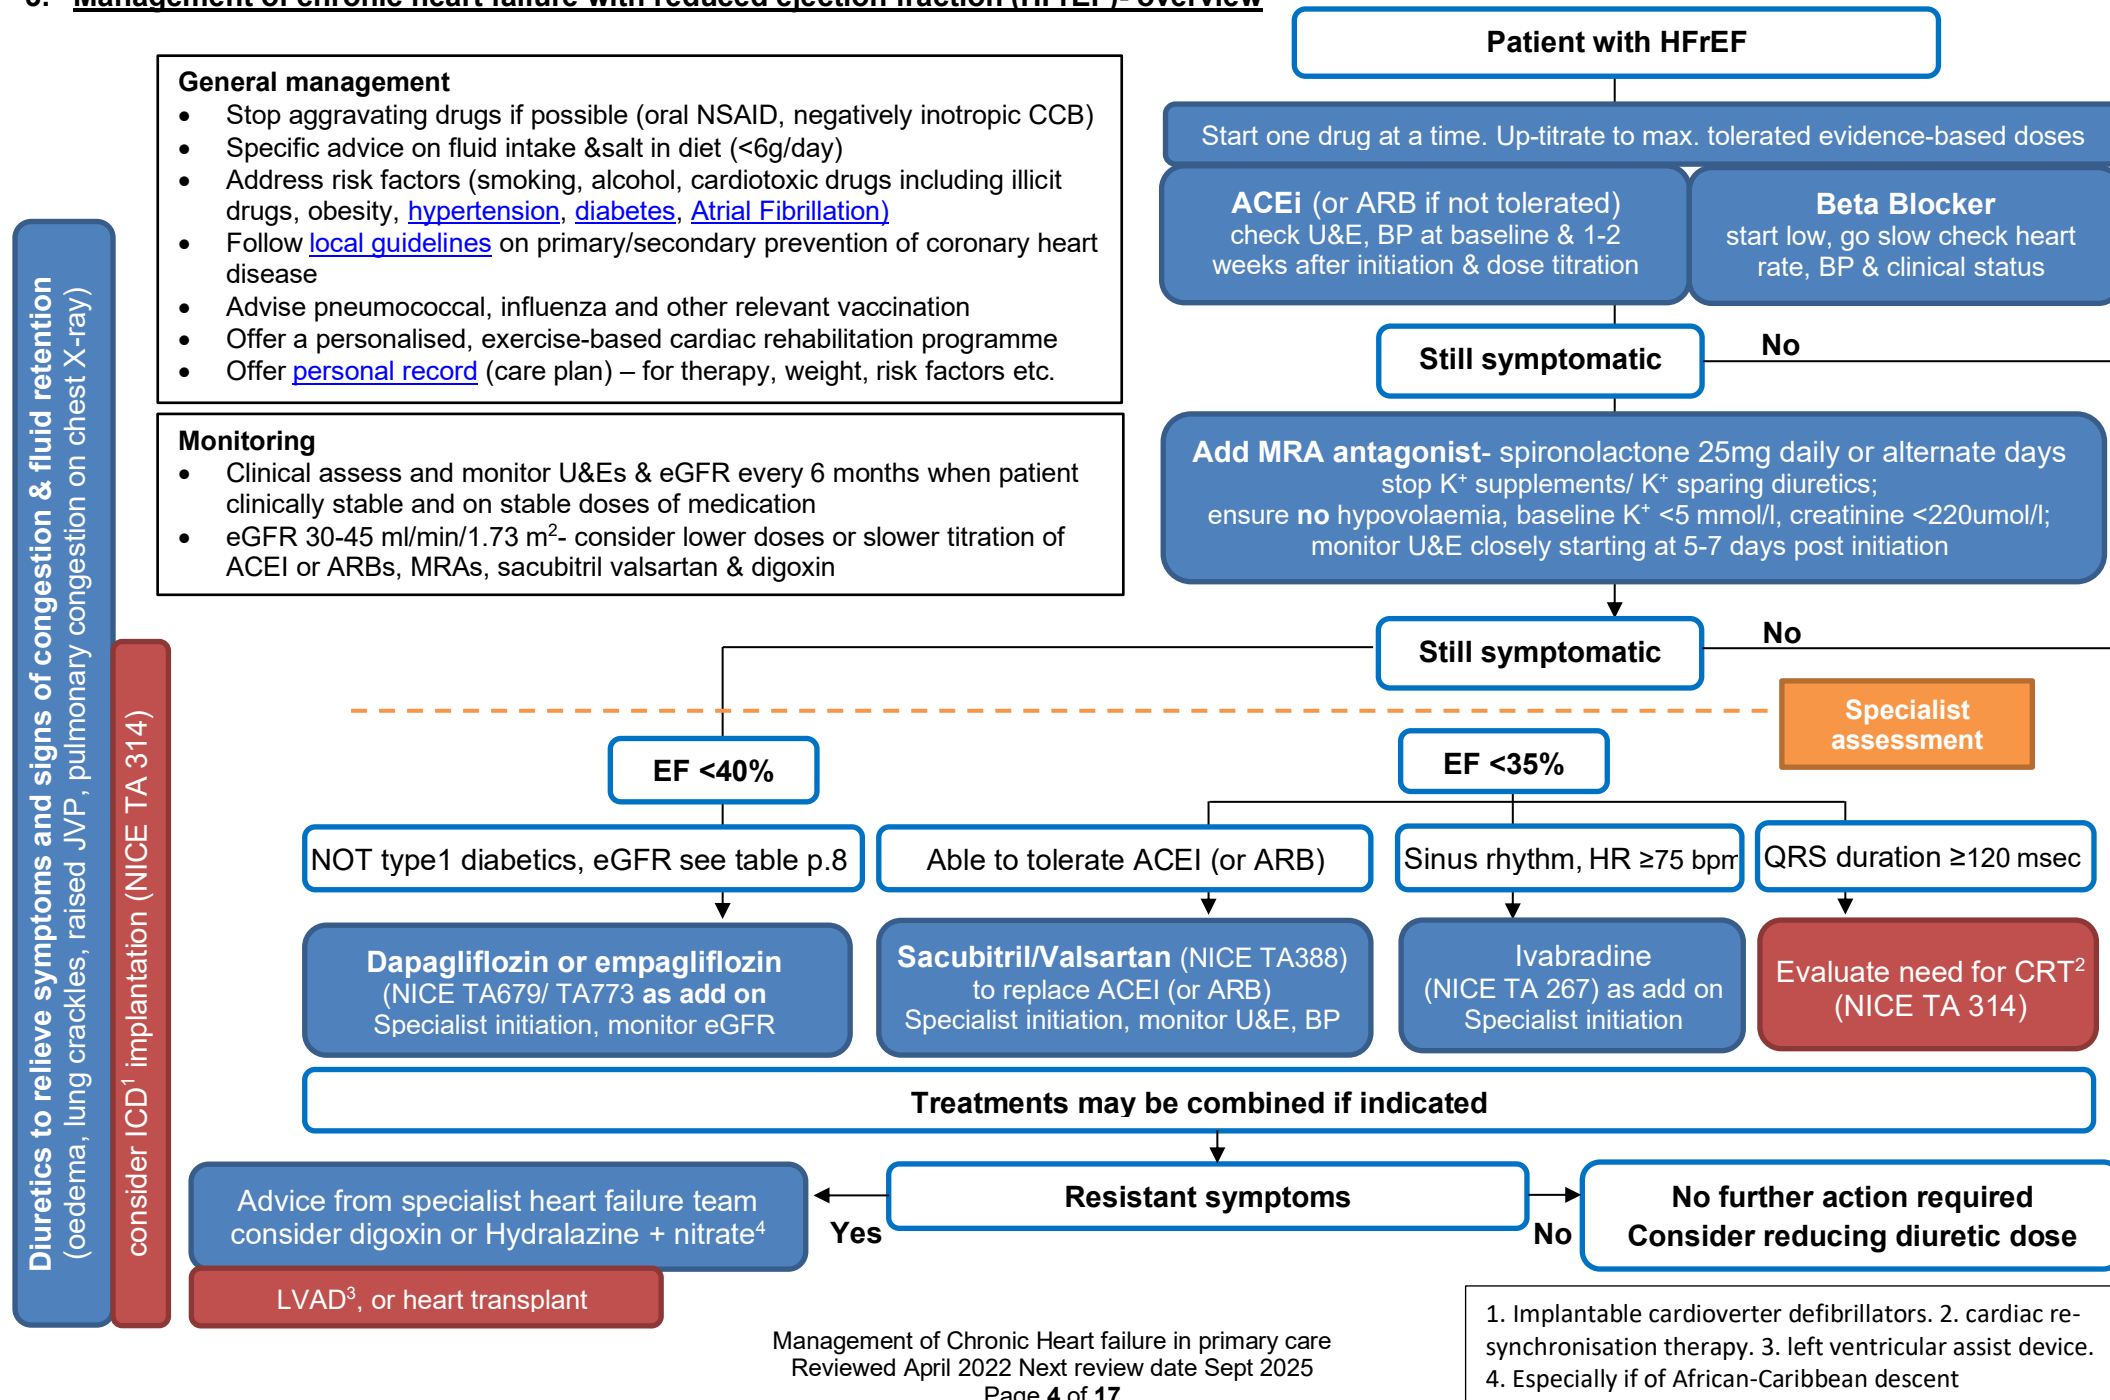 3. Management of chronic heart failure with reduced ejection fraction (HFrEF)- overview
General management
• Stop aggravating drugs if possible (oral NSAID, negatively inotropic CCB)
• Specific advice on fluid intake &salt in diet (<6g/day)
• Address risk factors (smoking, alcohol, cardiotoxic drugs including illicit
drugs, obesity, hypertension, diabetes, Atrial Fibrillation)
• Follow local guidelines on primary/secondary prevention of coronary heart
disease
• Advise pneumococcal, influenza and other relevant vaccination
• Offer a personalised, exercise-based cardiac rehabilitation programme
• Offer personal record (care plan) – for therapy, weight, risk factors etc.
Monitoring
• Clinical assess and monitor U&Es & eGFR every 6 months when patient
clinically stable and on stable doses of medication
• eGFR 30-45 ml/min/1.73 m²- consider lower doses or slower titration of
ACEI or ARBs, MRAs, sacubitril valsartan & digoxin
Diuretics to relieve symptoms and signs of congestion & fluid retention
(oedema, lung crackles, raised JVP, pulmonary congestion on chest X-ray)
consider ICD¹ implantation (NICE TA 314)
Patient with HFrEF
Start one drug at a time. Up-titrate to max. tolerated evidence-based doses
ACEi (or ARB if not tolerated)
check U&E, BP at baseline & 1-2
weeks after initiation & dose titration
Beta Blocker
start low, go slow check heart
rate, BP & clinical status
Still symptomatic
No
Add MRA antagonist- spironolactone 25mg daily or alternate days
stop K⁺ supplements/ K⁺ sparing diuretics;
ensure no hypovolaemia, baseline K⁺ <5 mmol/l, creatinine <220umol/l;
monitor U&E closely starting at 5-7 days post initiation
Still symptomatic
No
Specialist
assessment
EF <40%
EF <35%
NOT type1 diabetics, eGFR see table p.8
Able to tolerate ACEI (or ARB)
Sinus rhythm, HR ≥75 bpm
QRS duration ≥120 msec
Dapagliflozin or empagliflozin
(NICE TA679/ TA773 as add on
Specialist initiation, monitor eGFR
Sacubitril/Valsartan (NICE TA388)
to replace ACEI (or ARB)
Specialist initiation, monitor U&E, BP
Ivabradine
(NICE TA 267) as add on
Specialist initiation
Evaluate need for CRT²
(NICE TA 314)
Treatments may be combined if indicated
Resistant symptoms
Yes
No
Advice from specialist heart failure team
consider digoxin or Hydralazine + nitrate⁴
LVAD³, or heart transplant
No further action required
Consider reducing diuretic dose
1. Implantable cardioverter defibrillators. 2. cardiac re-
synchronisation therapy. 3. left ventricular assist device.
4. Especially if of African-Caribbean descent
Management of Chronic Heart failure in primary care
Reviewed April 2022 Next review date Sept 2025
Page 4 of 17